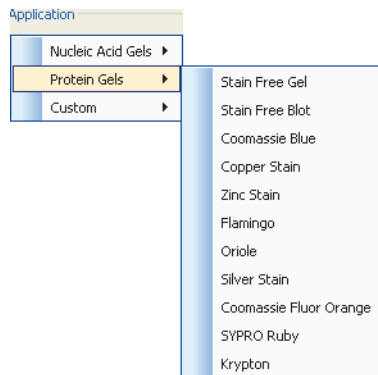 Application
Nucleic Acid Gels
Protein Gels
Custom
Stain Free Gel
Stain Free Blot
Coomassie Blue
Copper Stain
Zinc Stain
Flamingo
Oriole
Silver Stain
Coomassie Fluor Orange
SYPRO Ruby
Krypton